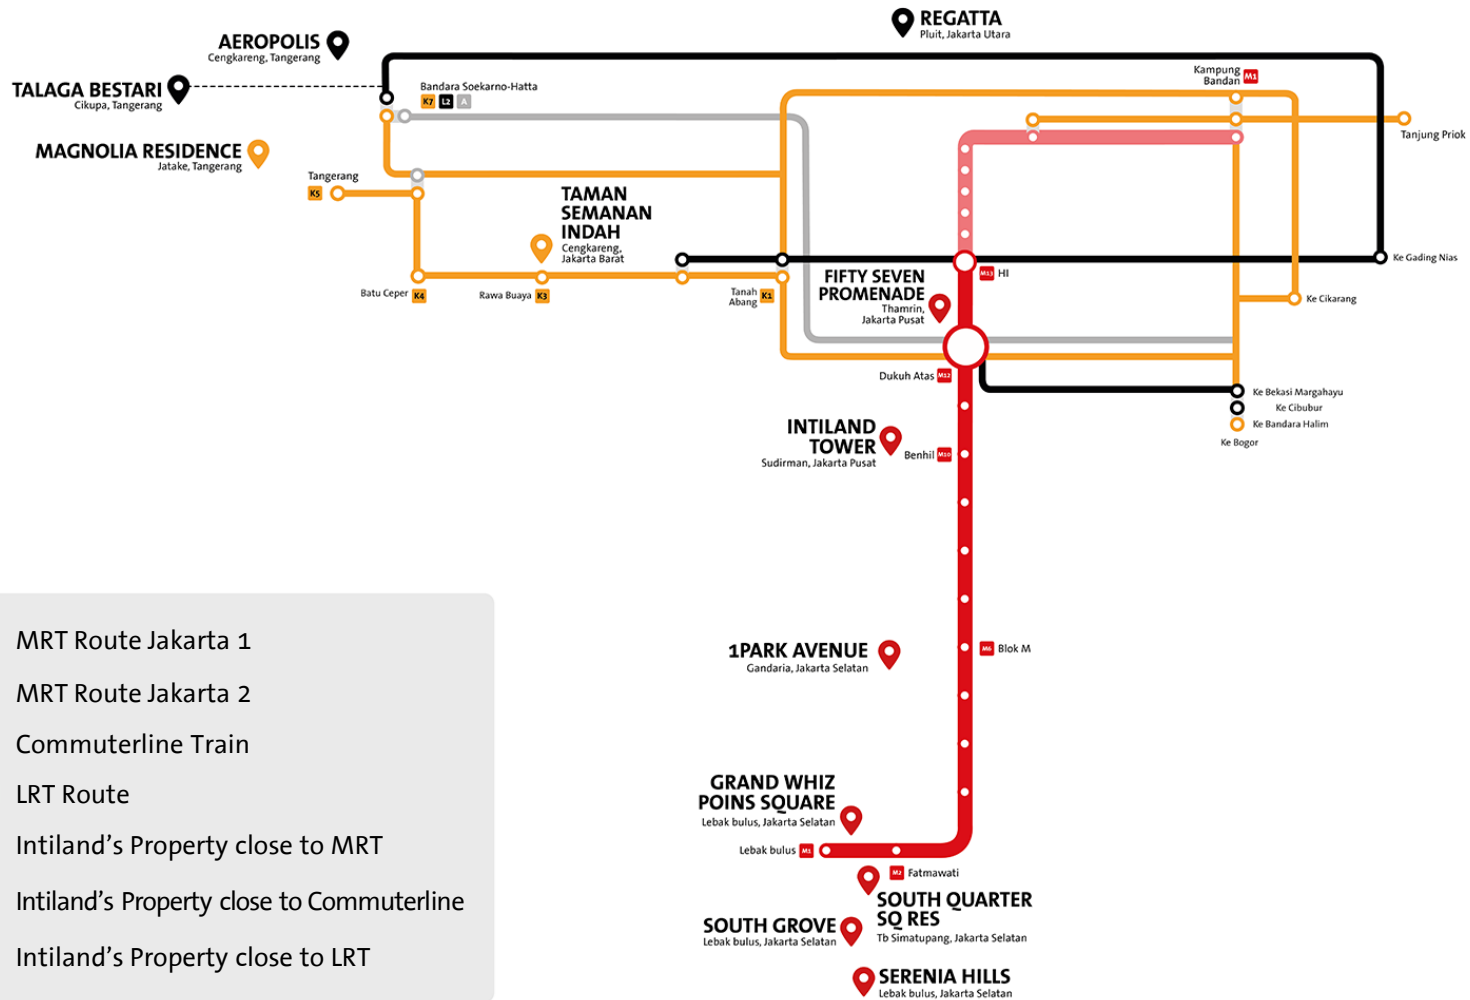 REGATTA
Pluit, Jakarta Utara
AEROPOLIS
Cengkareng, Tangerang
TALAGA BESTARI
Cikupa, Tangerang
Bandara Soekarno-Hatta
K7 L2 A
Kampung
Bandan M1
Tanjung Priok
MAGNOLIA RESIDENCE
Jatake, Tangerang
Tangerang
K5
TAMAN
SEMANAN
INDAH
Cengkareng,
Jakarta Barat
Batu Ceper K4
Rawa Buaya K3
Tanah
Abang K1
M13 HI
Ke Gading Nias
FIFTY SEVEN
PROMENADE
Thamrin,
Jakarta Pusat
Ke Cikarang
Dukuh Atas M12
Ke Bekasi Margahayu
Ke Cibubur
Ke Bandara Halim
Ke Bogor
INTILAND
TOWER
Sudirman, Jakarta Pusat
Benhil M10
1PARK AVENUE
Gandaria, Jakarta Selatan
M6 Blok M
GRAND WHIZ
POINS SQUARE
Lebak bulus, Jakarta Selatan
Lebak bulus M1
M2 Fatmawati
SOUTH QUARTER
SQ RES
Tb Simatupang, Jakarta Selatan
SOUTH GROVE
Lebak bulus, Jakarta Selatan
SERENIA HILLS
Lebak bulus, Jakarta Selatan
MRT Route Jakarta 1
MRT Route Jakarta 2
Commuterline Train
LRT Route
Intiland's Property close to MRT
Intiland's Property close to Commuterline
Intiland's Property close to LRT